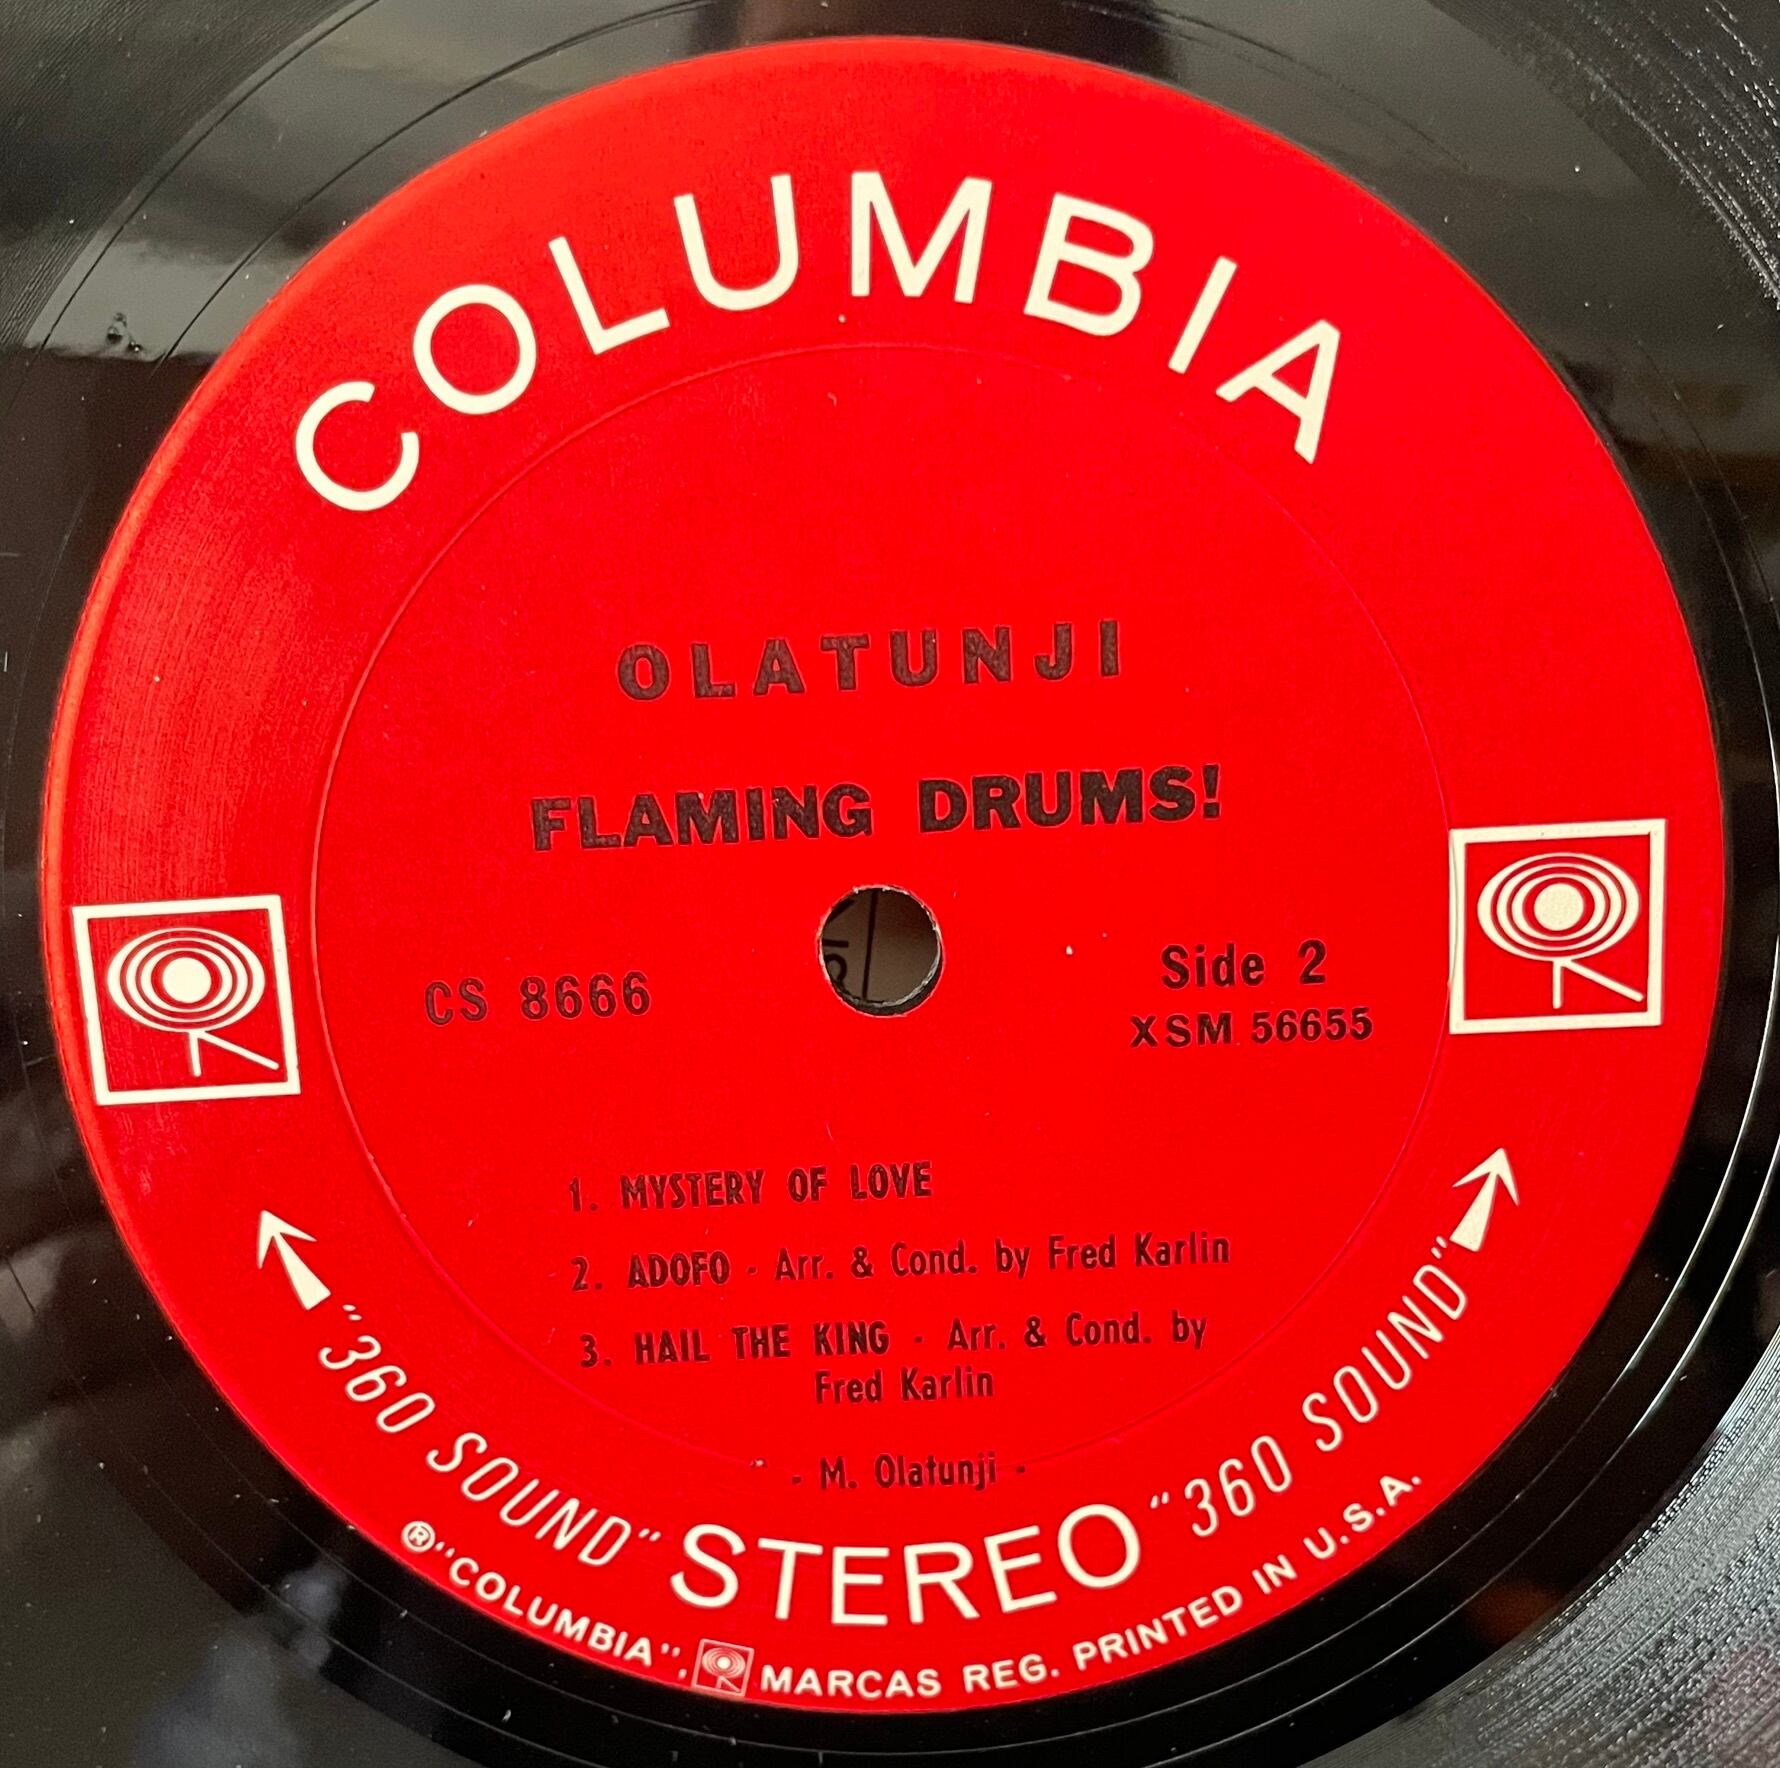 COLUMBIA
OLATUNJI
FLAMING DRUMS!
CS 8666
Side 2
XSM 56655
1. MYSTERY OF LOVE
2. ADOFO - Arr. & Cond. by Fred Karlin
3. HAIL THE KING - Arr. & Cond. by
Fred Karlin
- M. Olatunji -
"360 SOUND" STEREO "360 SOUND"
®"COLUMBIA", MARCAS REG. PRINTED IN U.S.A.